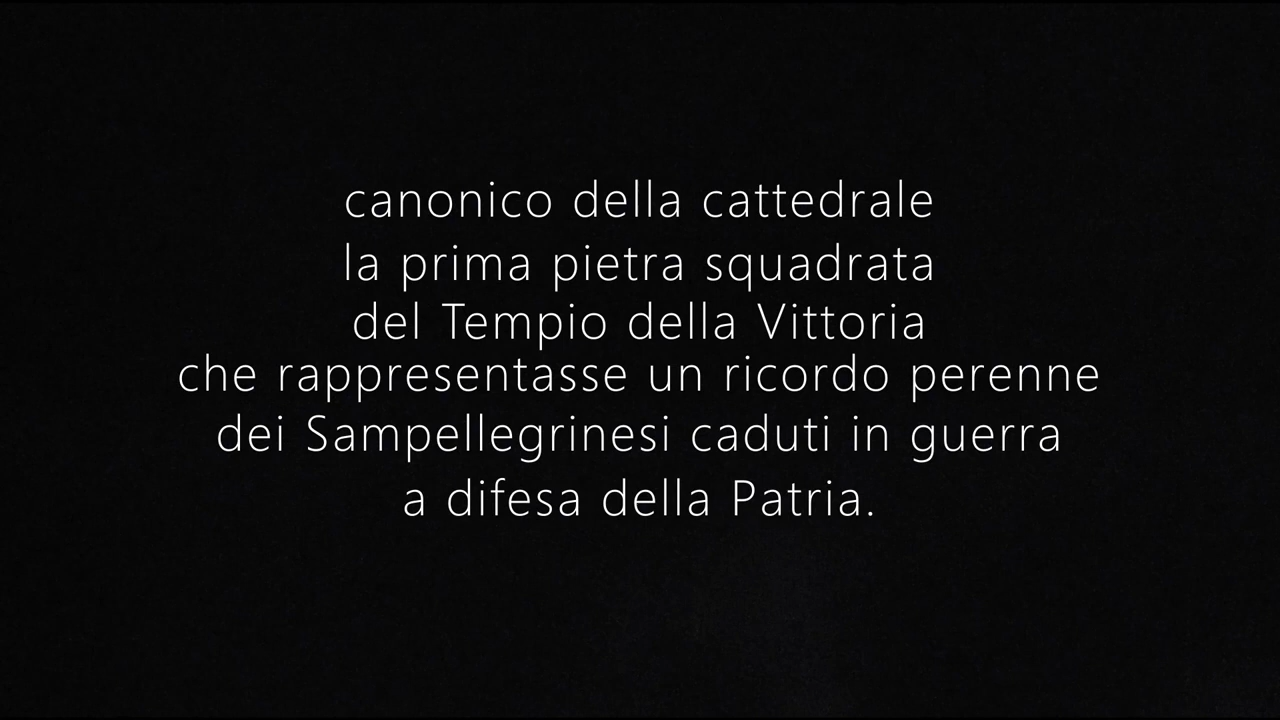 canonico della cattedrale
la prima pietra squadrata
del Tempio della Vittoria
che rappresentasse un ricordo perenne
dei Sampellegrinesi caduti in guerra
a difesa della Patria.